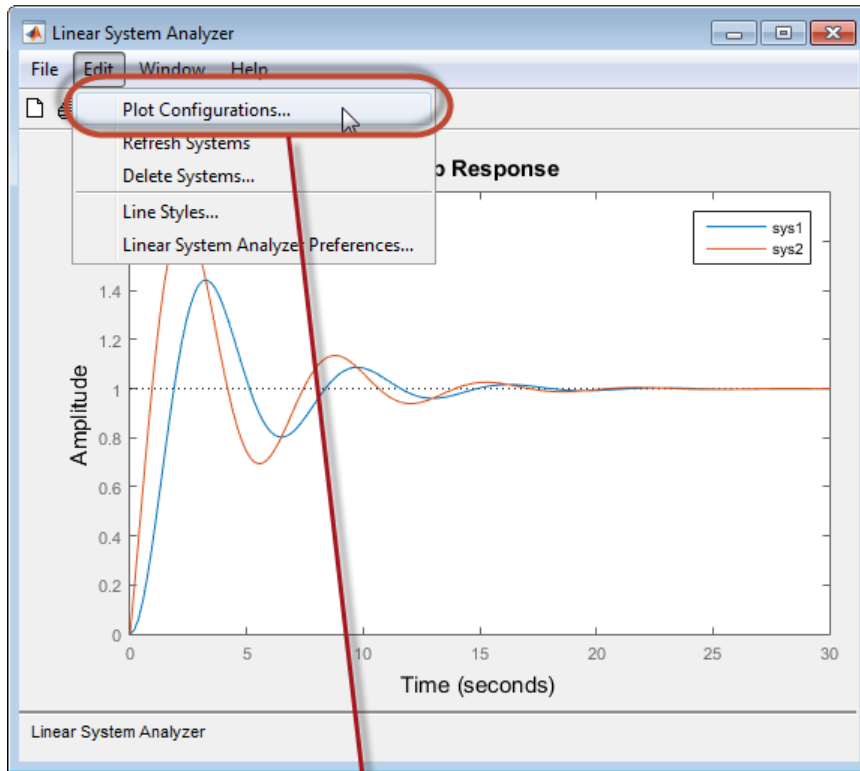 Linear System Analyzer
File Edit Window Help
Plot Configurations...
Refresh Systems
Delete Systems...
Line Styles...
Linear System Analyzer Preferences...
p Response
sys1
sys2
1.4
1.2
1
0.8
0.6
0.4
0.2
0
Amplitude
0 5 10 15 20 25 30
Time (seconds)
Linear System Analyzer